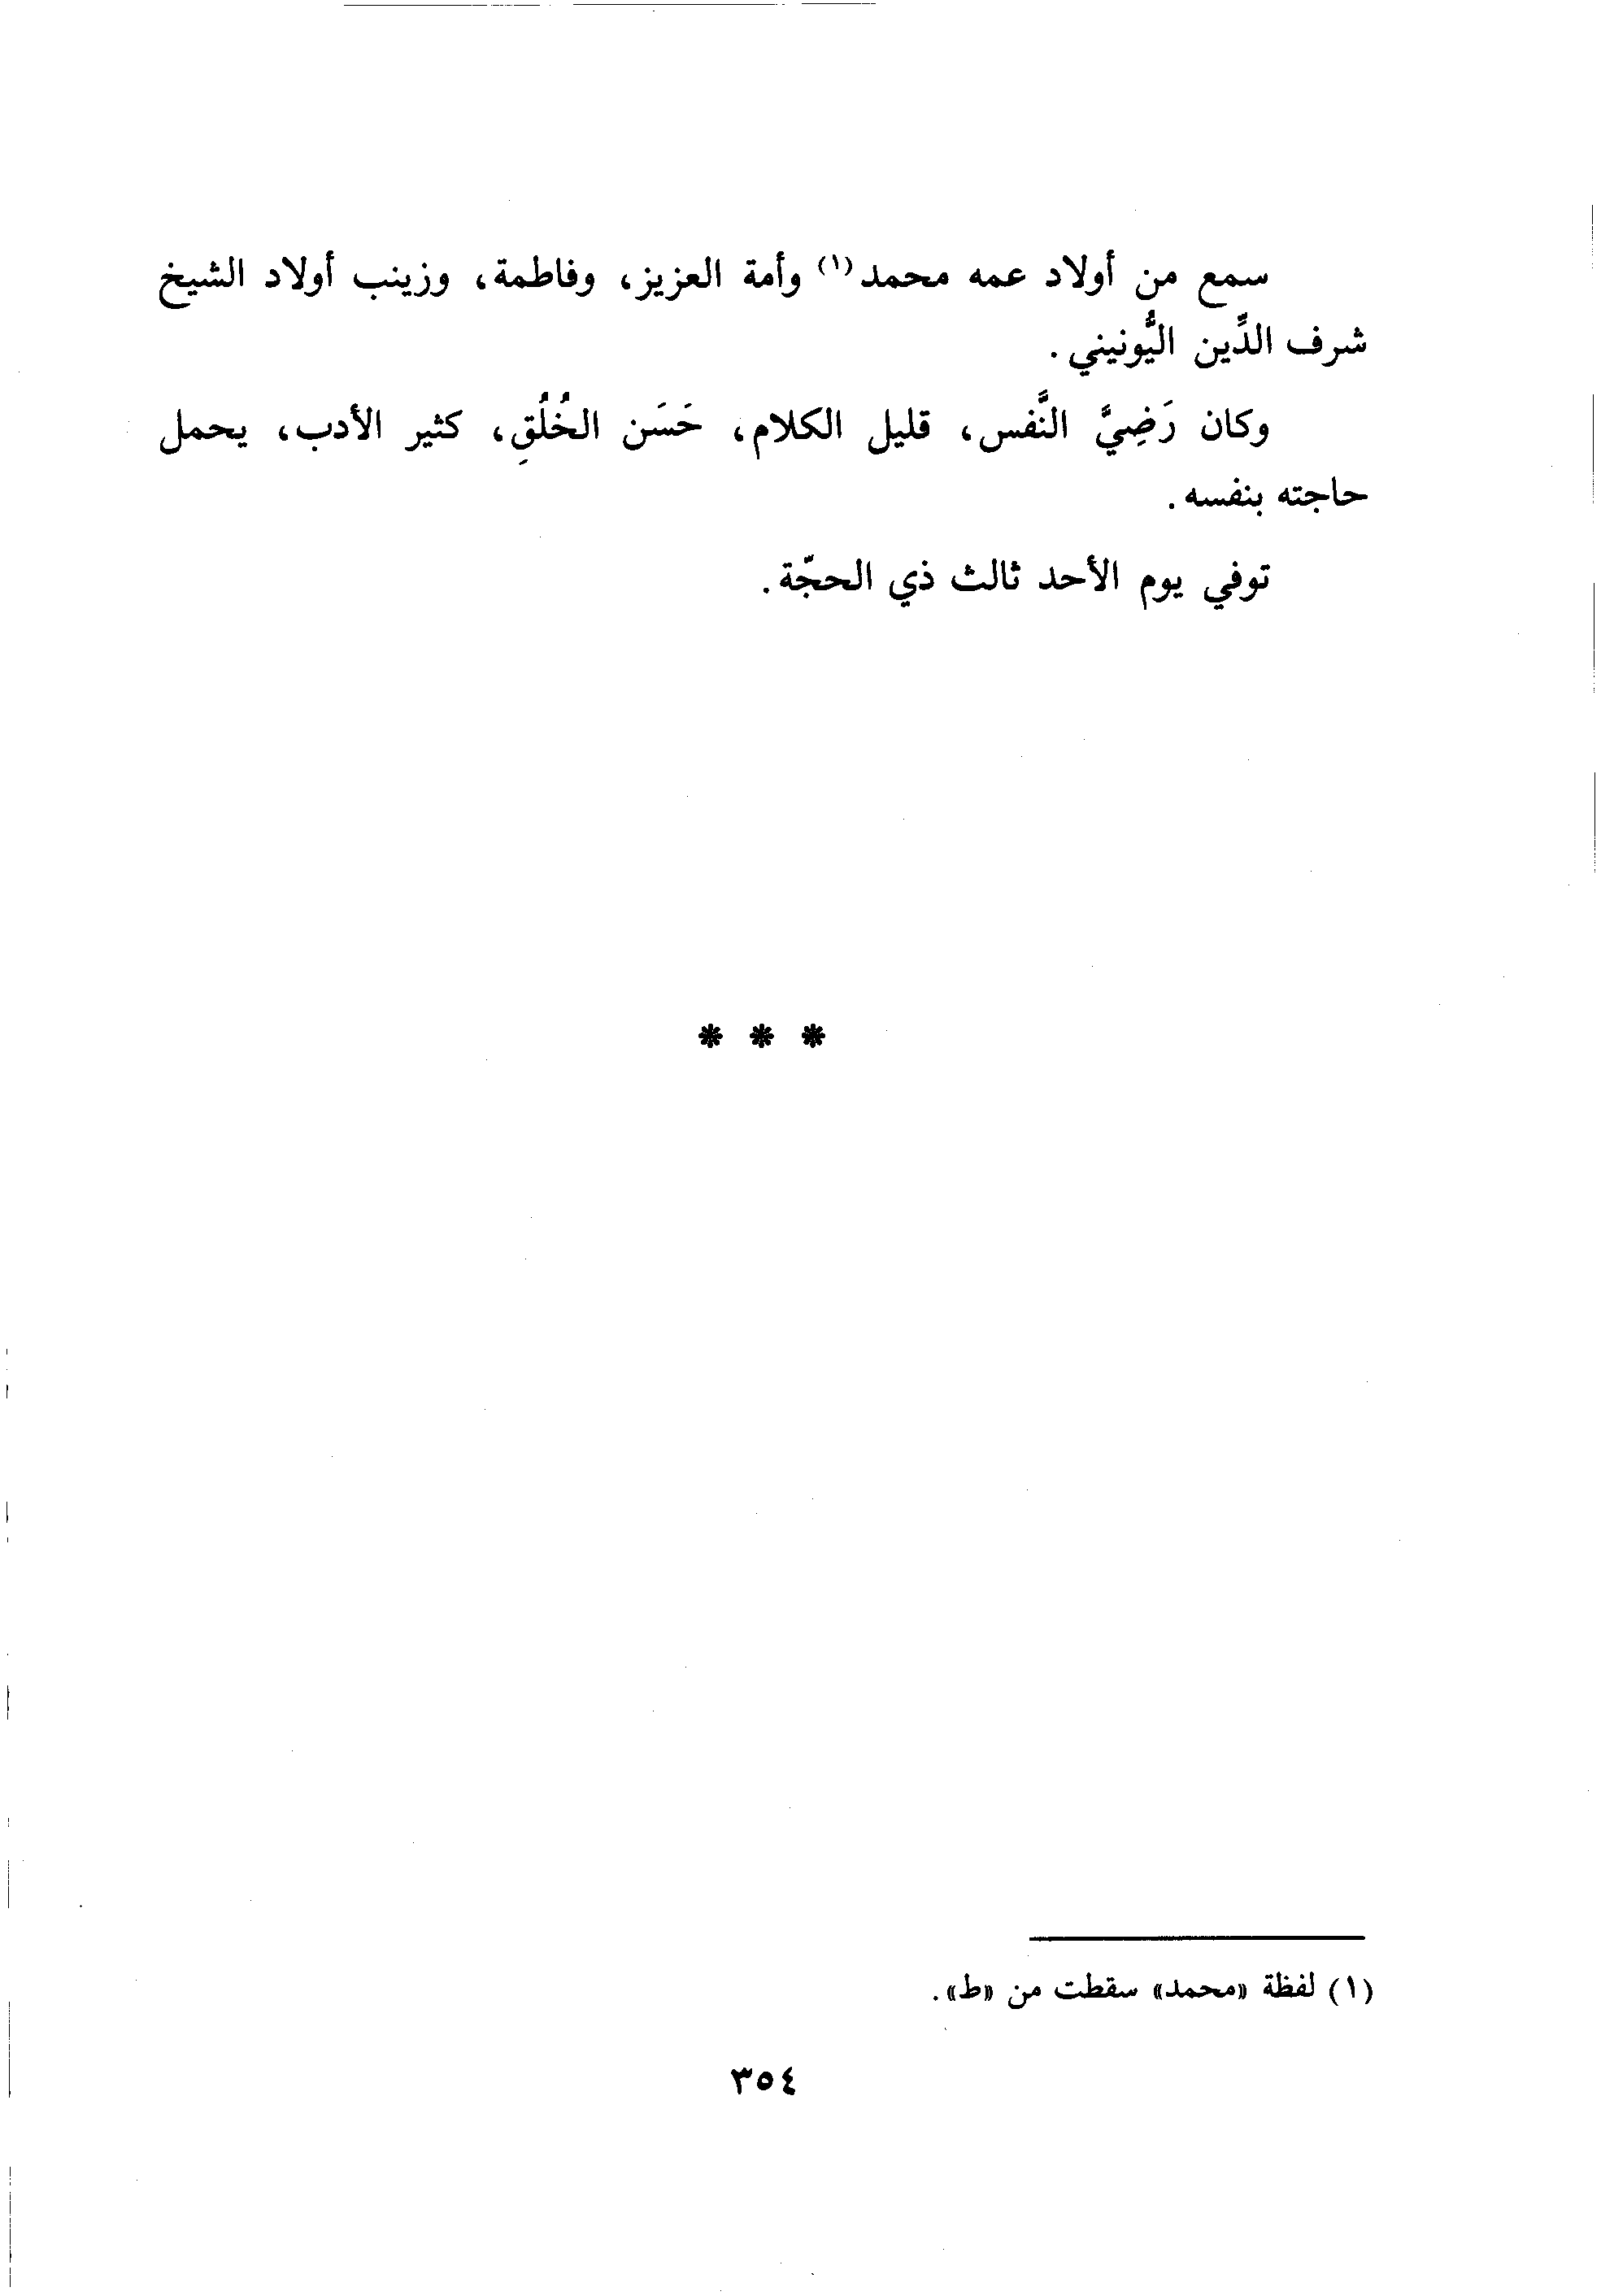 سمع من أولاد عمه محمد(١) وأمة العزيز، وفاطمة، وزينب أولاد الشيخ
شرف الدِّين اليُّونيني.
وكان رَضِيَّ النَّفس، قليل الكلام، حَسَن الخُلُقِ، كثير الأدب، يحمل
حاجته بنفسه.
توفي يوم الأحد ثالث ذي الحجّة.
* * *
(١) لفظة «محمد» سقطت من «ط».
٣٥٤